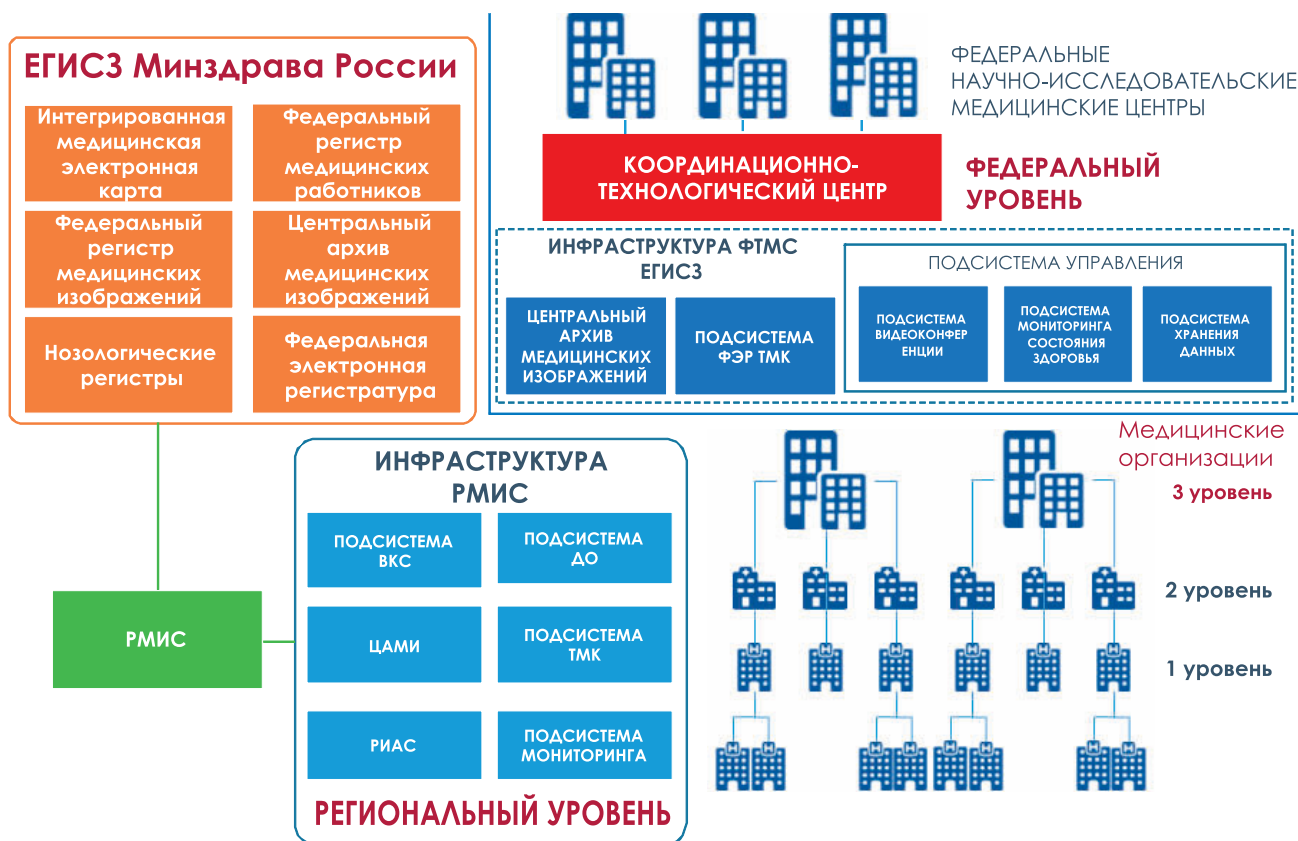 ЕГИСЗ Минздрава России
Интегрированная
медицинская
электронная
карта
Федеральный
регистр
медицинских
работников
Федеральный
регистр
медицинских
изображений
Центральный
архив
медицинских
изображений
Нозологические
регистры
Федеральная
электронная
регистратура
ФЕДЕРАЛЬНЫЕ
НАУЧНО-ИССЛЕДОВАТЕЛЬСКИЕ
МЕДИЦИНСКИЕ ЦЕНТРЫ
КООРДИНАЦИОННО-
ТЕХНОЛОГИЧЕСКИЙ ЦЕНТР
ФЕДЕРАЛЬНЫЙ
УРОВЕНЬ
ИНФРАСТРУКТУРА ФТМС
ЕГИСЗ
ЦЕНТРАЛЬНЫЙ
АРХИВ
МЕДИЦИНСКИХ
ИЗОБРАЖЕНИЙ
ПОДСИСТЕМА
ФЭР ТМК
ПОДСИСТЕМА УПРАВЛЕНИЯ
ПОДСИСТЕМА
ВИДЕОКОНФЕР
ЕНЦИИ
ПОДСИСТЕМА
МОНИТОРИНГА
СОСТОЯНИЯ
ЗДОРОВЬЯ
ПОДСИСТЕМА
ХРАНЕНИЯ
ДАННЫХ
РМИС
ИНФРАСТРУКТУРА
РМИС
ПОДСИСТЕМА
ВКС
ПОДСИСТЕМА
ДО
ЦАМИ
ПОДСИСТЕМА
ТМК
РИАС
ПОДСИСТЕМА
МОНИТОРИНГА
РЕГИОНАЛЬНЫЙ УРОВЕНЬ
Медицинские
организации
3 уровень
2 уровень
1 уровень